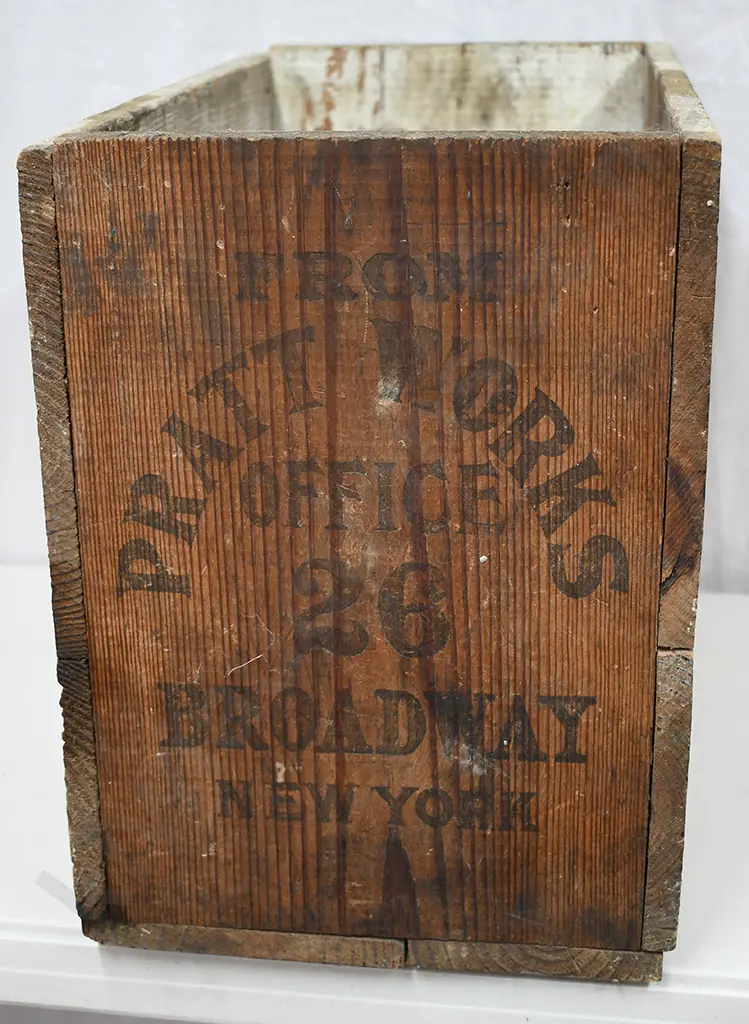 FROM
PRATT WORKS
OFFICE
26
BROADWAY
NEW YORK